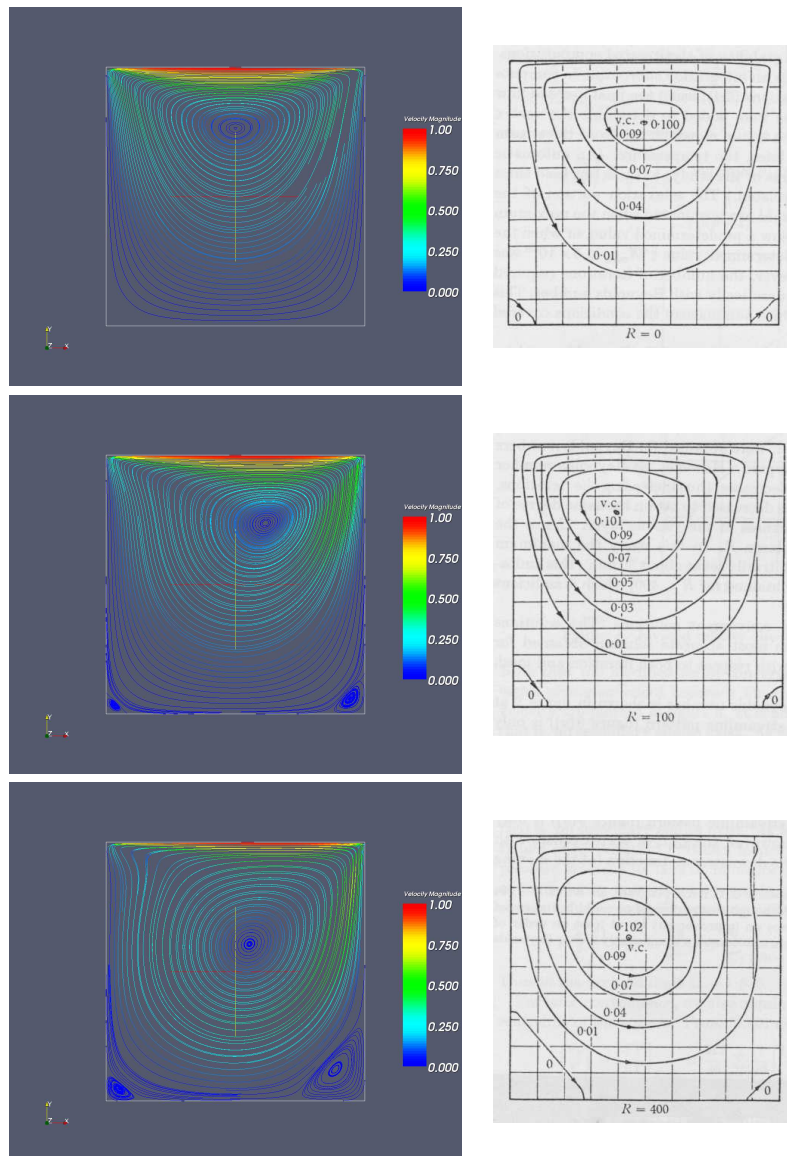 Velocity Magnitude
1.00
0.750
0.500
0.250
0.000
Y
Z X
v.c. 0·100
0·09
0·07
0·04
0·01
0 0
R = 0
Velocity Magnitude
1.00
0.750
0.500
0.250
0.000
Y
Z X
v.c.
0·101
0·09
0·07
0·05
0·03
0·01
0 0
R = 100
Velocity Magnitude
1.00
0.750
0.500
0.250
0.000
Y
Z X
0·102
v.c.
0·09
0·07
0·04
0·01
0
0
R = 400